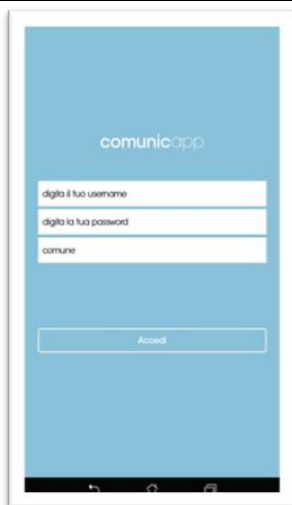 comunicapp
digita il tuo username
digita la tua password
comune
Accedi